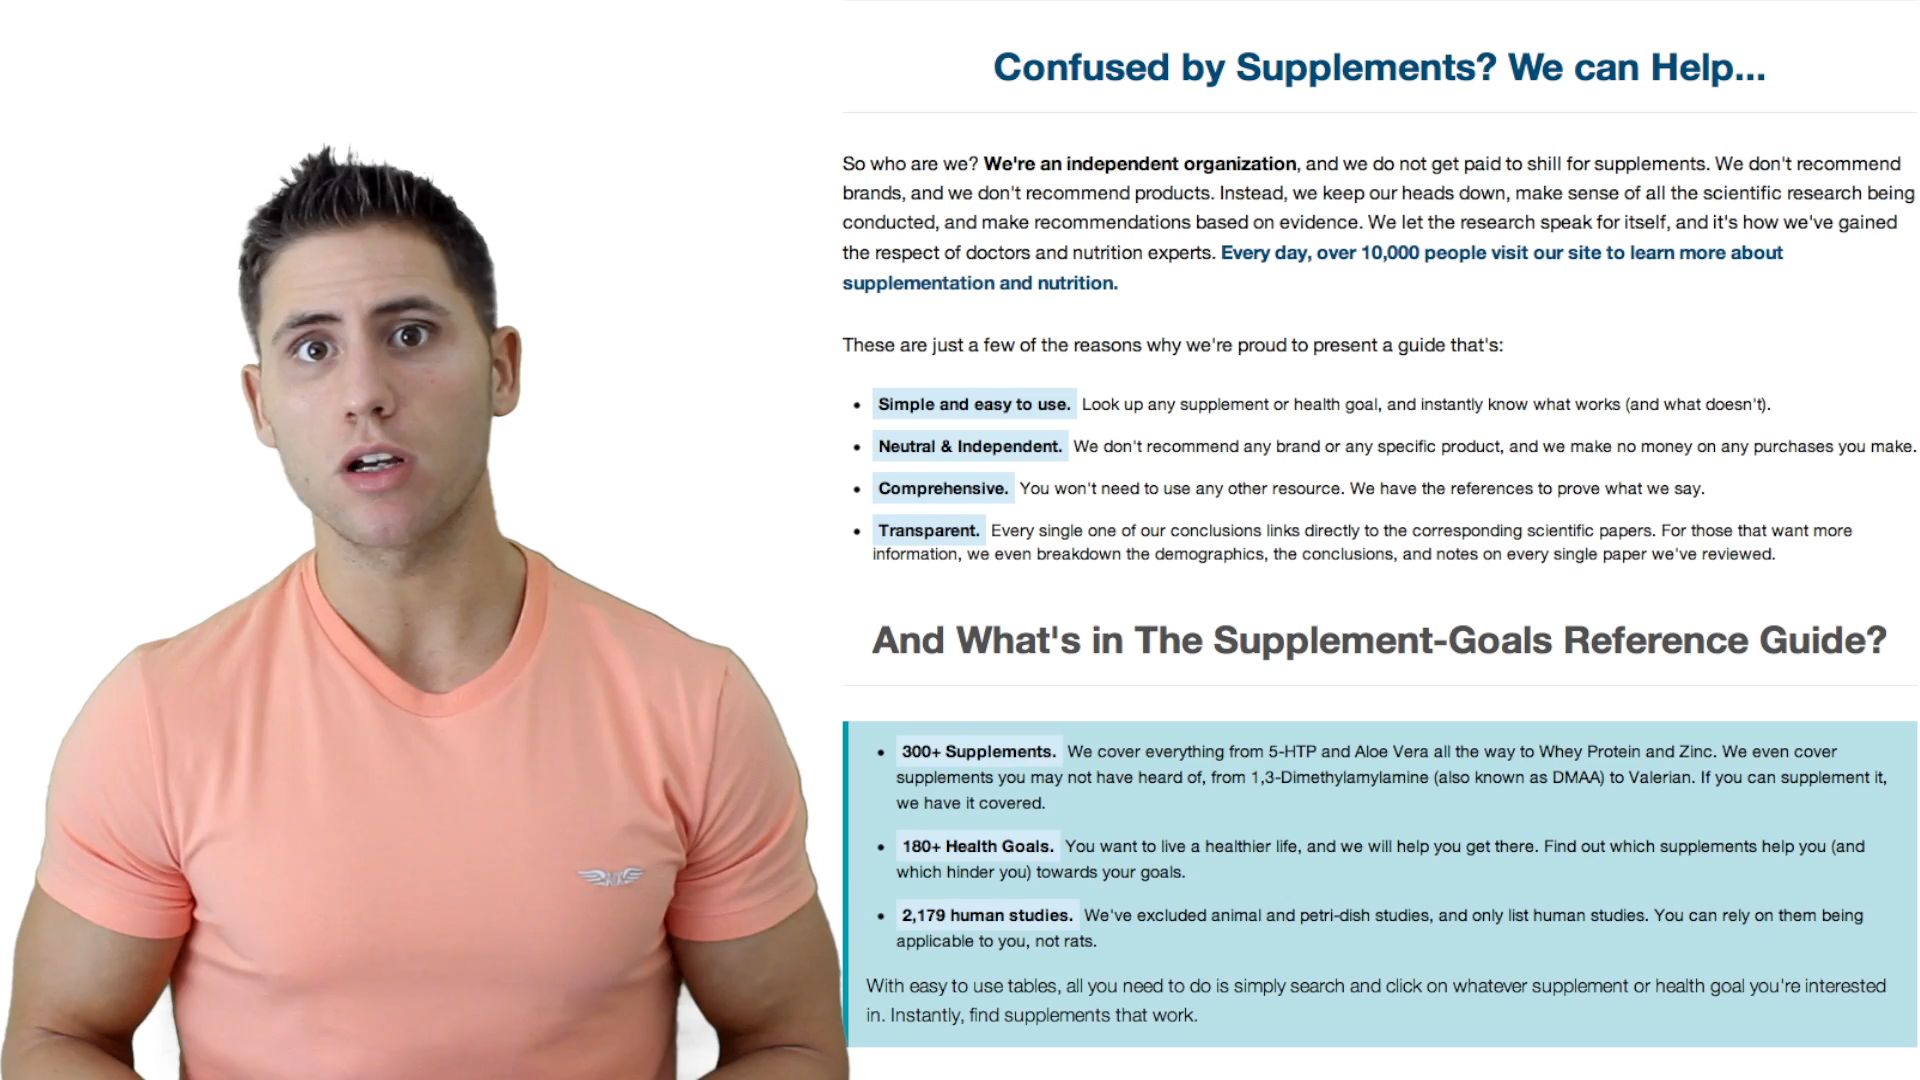 Confused by Supplements? We can Help...
So who are we? We're an independent organization, and we do not get paid to shill for supplements. We don't recommend
brands, and we don't recommend products. Instead, we keep our heads down, make sense of all the scientific research being
conducted, and make recommendations based on evidence. We let the research speak for itself, and it's how we've gained
the respect of doctors and nutrition experts. Every day, over 10,000 people visit our site to learn more about
supplementation and nutrition.
These are just a few of the reasons why we're proud to present a guide that's:
• Simple and easy to use. Look up any supplement or health goal, and instantly know what works (and what doesn't).
• Neutral & Independent. We don't recommend any brand or any specific product, and we make no money on any purchases you make.
• Comprehensive. You won't need to use any other resource. We have the references to prove what we say.
• Transparent. Every single one of our conclusions links directly to the corresponding scientific papers. For those that want more
information, we even breakdown the demographics, the conclusions, and notes on every single paper we've reviewed.
And What's in The Supplement-Goals Reference Guide?
• 300+ Supplements. We cover everything from 5-HTP and Aloe Vera all the way to Whey Protein and Zinc. We even cover
supplements you may not have heard of, from 1,3-Dimethylamylamine (also known as DMAA) to Valerian. If you can supplement it,
we have it covered.
• 180+ Health Goals. You want to live a healthier life, and we will help you get there. Find out which supplements help you (and
which hinder you) towards your goals.
• 2,179 human studies. We've excluded animal and petri-dish studies, and only list human studies. You can rely on them being
applicable to you, not rats.
With easy to use tables, all you need to do is simply search and click on whatever supplement or health goal you're interested
in. Instantly, find supplements that work.